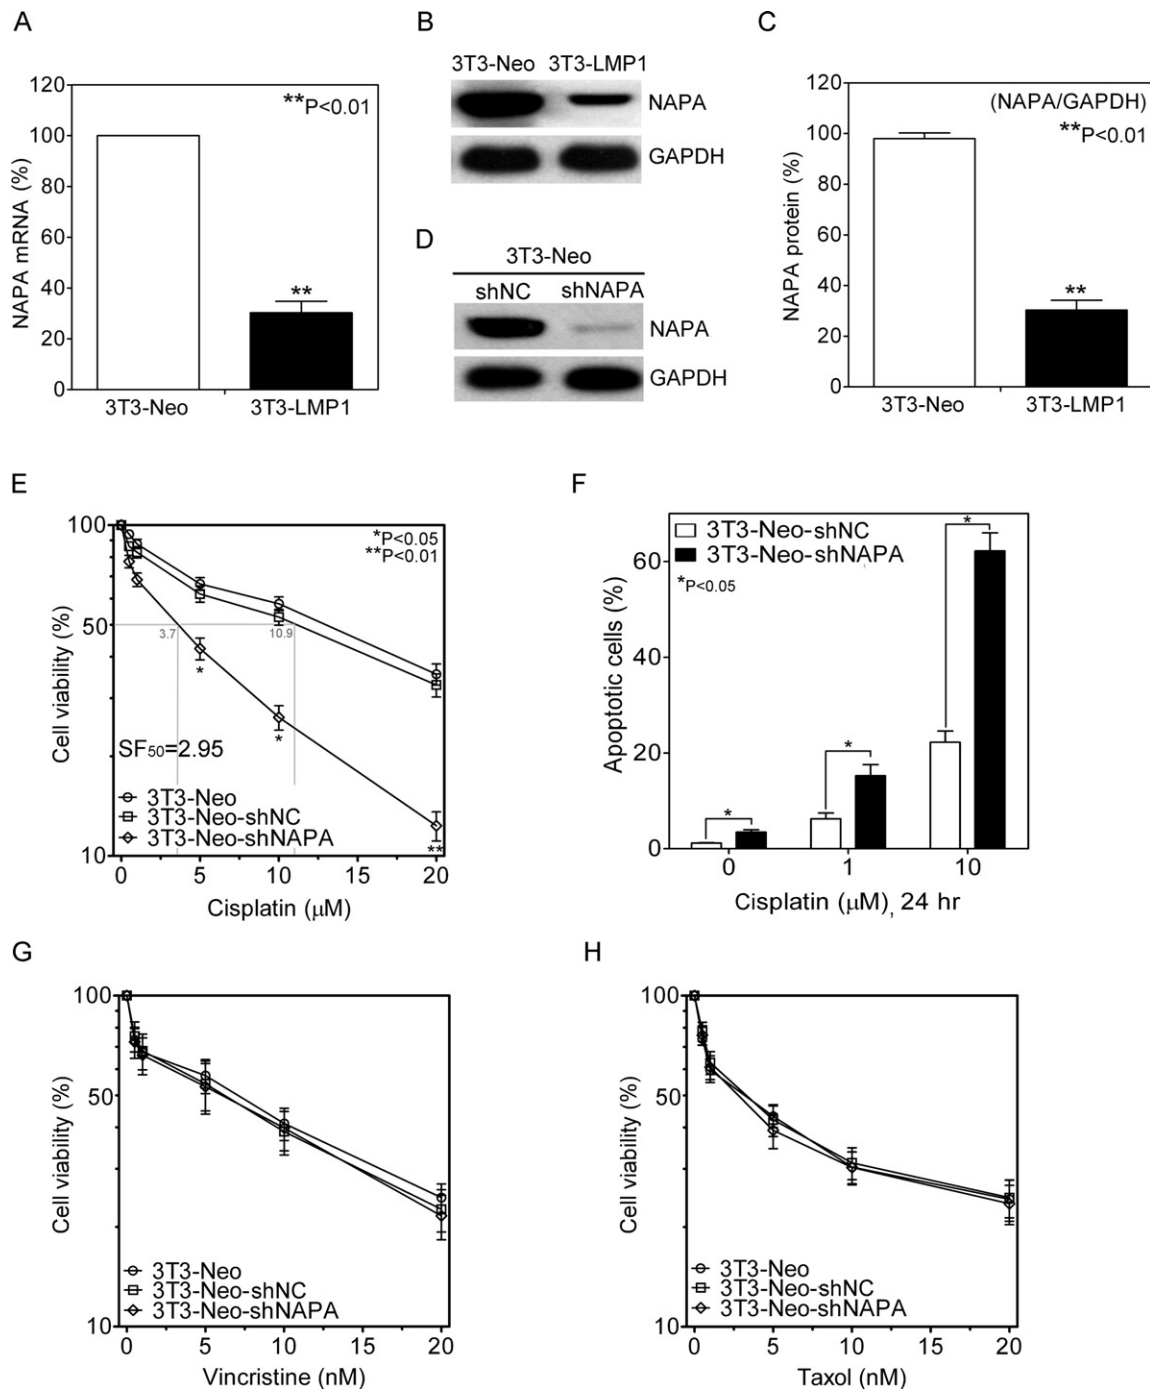 A
120
100
80
60
40
20
0
NAPA mRNA (%)
**P<0.01
**
3T3-Neo
3T3-LMP1
B
3T3-Neo 3T3-LMP1
NAPA
GAPDH
C
120
100
80
60
40
20
0
NAPA protein (%)
(NAPA/GAPDH)
**P<0.01
**
3T3-Neo
3T3-LMP1
D
3T3-Neo
shNC shNAPA
NAPA
GAPDH
E
100
50
10
Cell viability (%)
*P<0.05
**P<0.01
3.7
10.9
*
*
**
SF50=2.95
3T3-Neo
3T3-Neo-shNC
3T3-Neo-shNAPA
0 5 10 15 20
Cisplatin (μM)
F
60
40
20
0
Apoptotic cells (%)
3T3-Neo-shNC
3T3-Neo-shNAPA
*P<0.05
*
*
*
0 1 10
Cisplatin (μM), 24 hr
G
100
50
10
Cell viability (%)
3T3-Neo
3T3-Neo-shNC
3T3-Neo-shNAPA
0 5 10 15 20
Vincristine (nM)
H
100
50
10
Cell viability (%)
3T3-Neo
3T3-Neo-shNC
3T3-Neo-shNAPA
0 5 10 15 20
Taxol (nM)